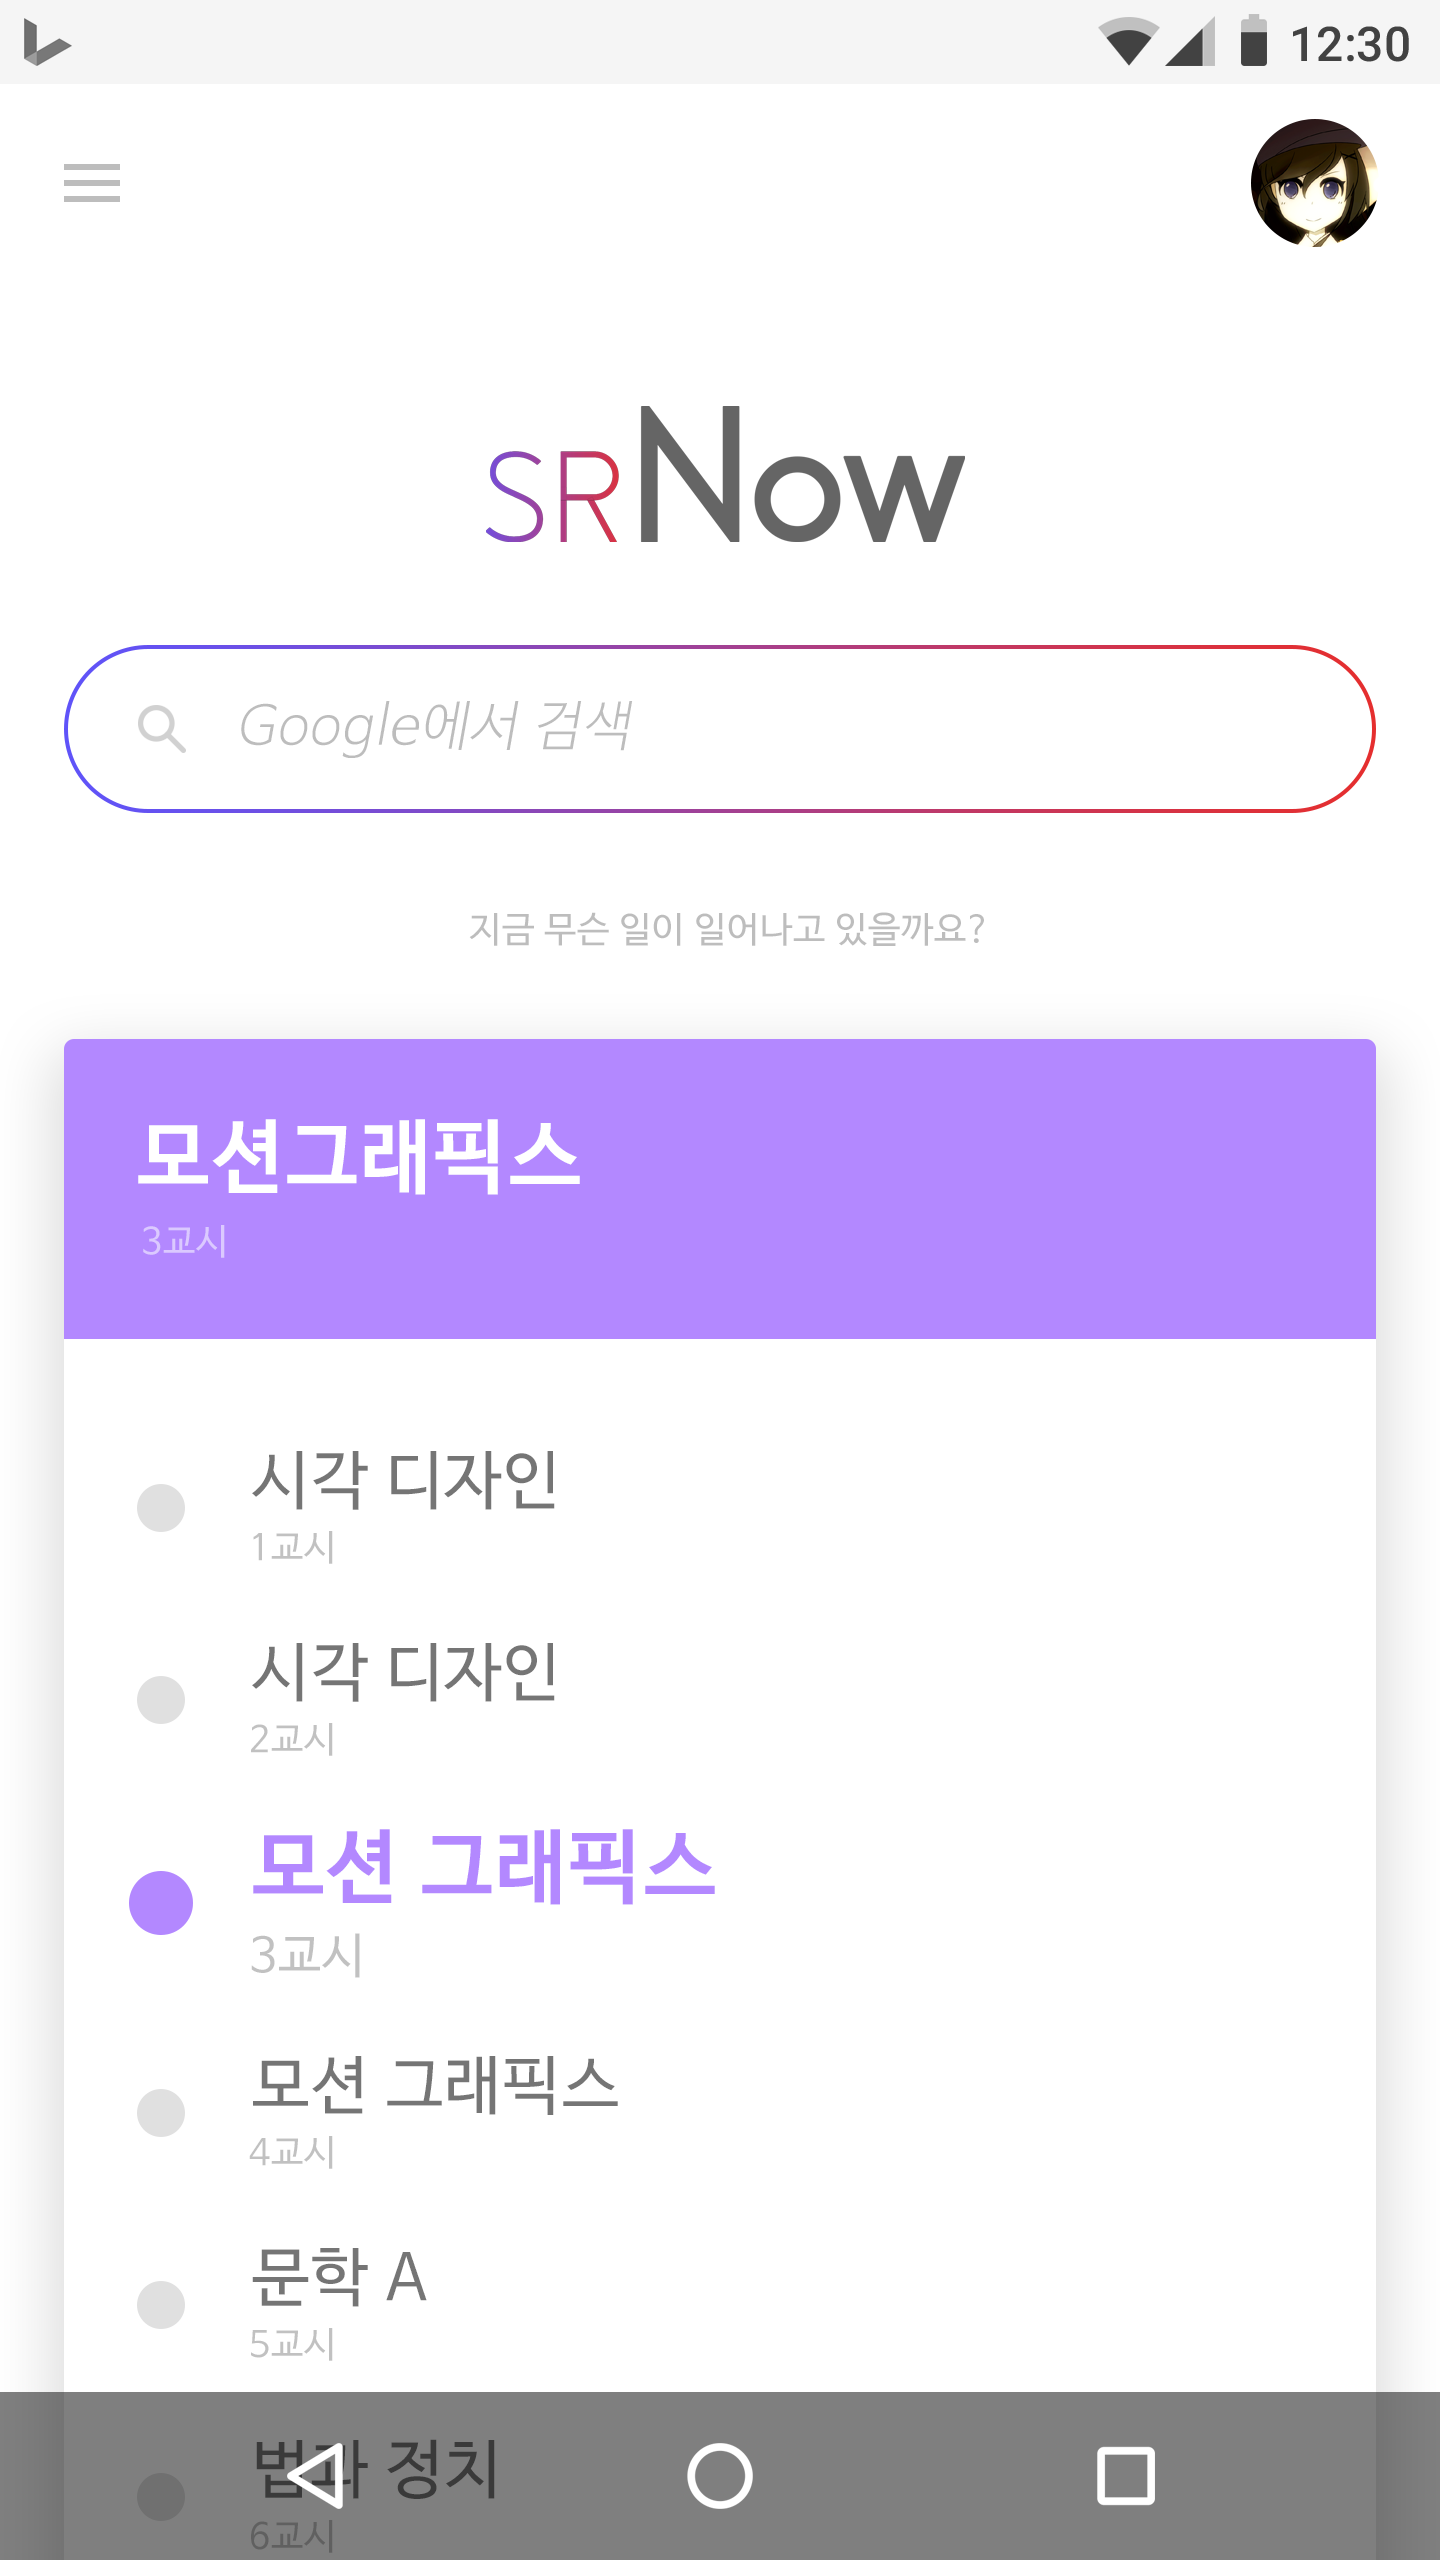 12:30
SRNow
Google에서 검색
지금 무슨 일이 일어나고 있을까요?
모션그래픽스
3교시
시각 디자인
1교시
시각 디자인
2교시
모션 그래픽스
3교시
모션 그래픽스
4교시
문학 A
5교시
법과 정치
6교시